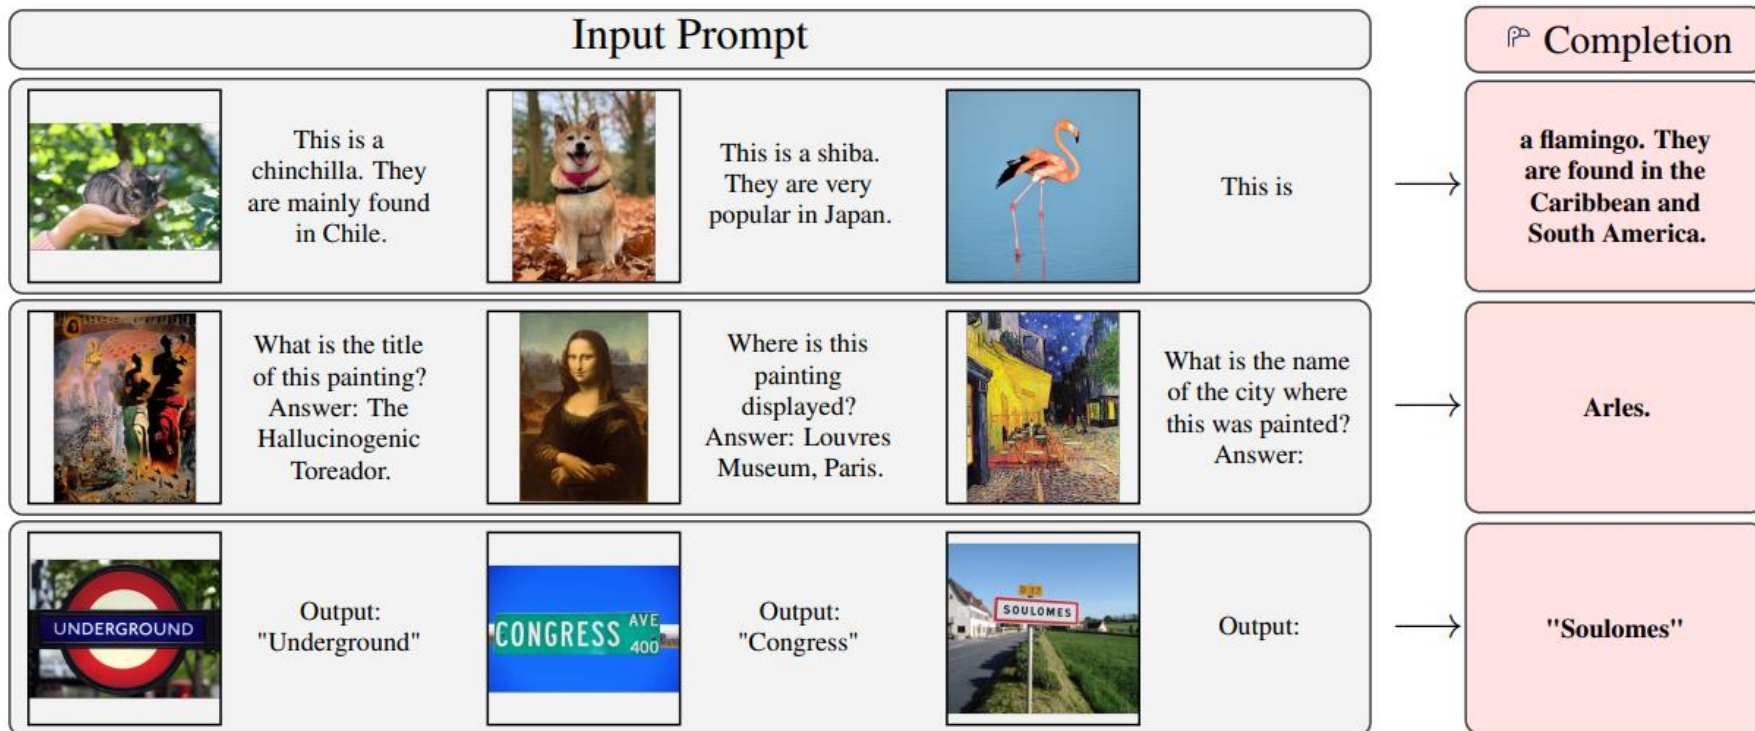 Input Prompt
Completion
This is a
chinchilla. They
are mainly found
in Chile.
This is a shiba.
They are very
popular in Japan.
This is
a flamingo. They
are found in the
Caribbean and
South America.
What is the title
of this painting?
Answer: The
Hallucinogenic
Toreador.
Where is this
painting
displayed?
Answer: Louvres
Museum, Paris.
What is the name
of the city where
this was painted?
Answer:
Arles.
UNDERGROUND
Output:
"Underground"
CONGRESS AVE
400
Output:
"Congress"
D 17
SOULOMES
Output:
"Soulomes"